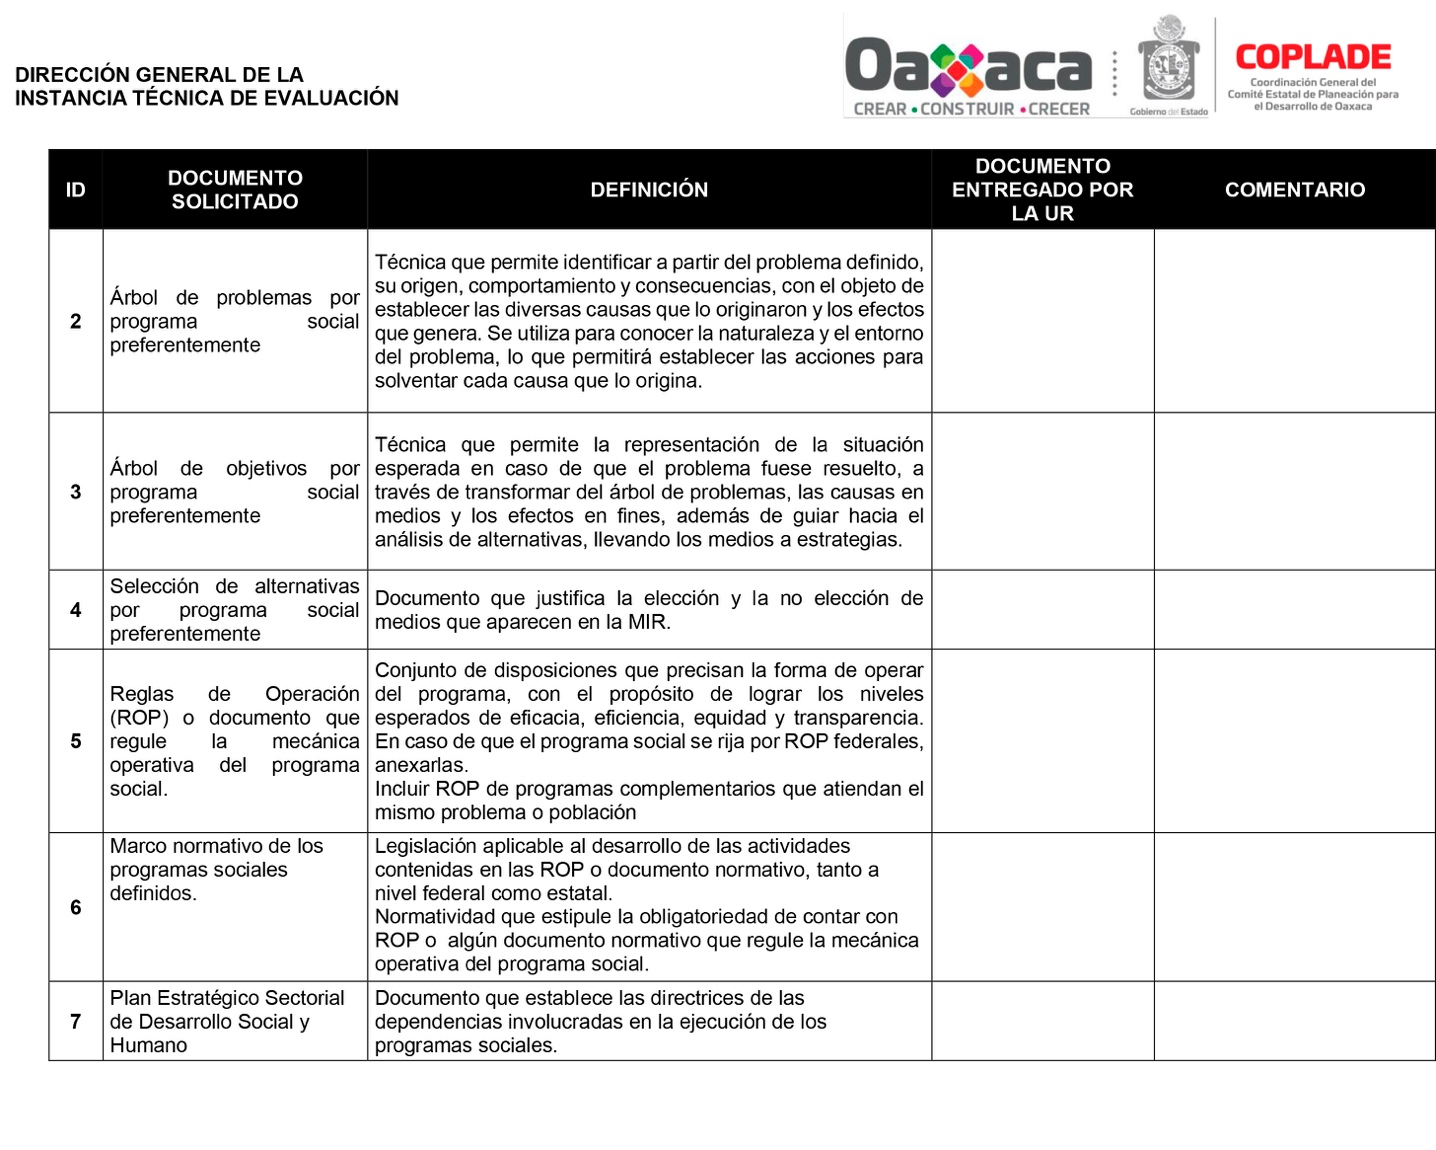 DIRECCIÓN GENERAL DE LA
INSTANCIA TÉCNICA DE EVALUACIÓN
Oaxaca
CREAR • CONSTRUIR • CRECER
Gobierno del Estado
COPLADE
Coordinación General del
Comité Estatal de Planeación para
el Desarrollo de Oaxaca
ID
DOCUMENTO
SOLICITADO
DEFINICIÓN
DOCUMENTO
ENTREGADO POR
LA UR
COMENTARIO
2
Árbol de problemas por
programa social
preferentemente
Técnica que permite identificar a partir del problema definido,
su origen, comportamiento y consecuencias, con el objeto de
establecer las diversas causas que lo originaron y los efectos
que genera. Se utiliza para conocer la naturaleza y el entorno
del problema, lo que permitirá establecer las acciones para
solventar cada causa que lo origina.
3
Árbol de objetivos por
programa social
preferentemente
Técnica que permite la representación de la situación
esperada en caso de que el problema fuese resuelto, a
través de transformar del árbol de problemas, las causas en
medios y los efectos en fines, además de guiar hacia el
análisis de alternativas, llevando los medios a estrategias.
4
Selección de alternativas
por programa social
preferentemente
Documento que justifica la elección y la no elección de
medios que aparecen en la MIR.
5
Reglas de Operación
(ROP) o documento que
regule la mecánica
operativa del programa
social.
Conjunto de disposiciones que precisan la forma de operar
del programa, con el propósito de lograr los niveles
esperados de eficacia, eficiencia, equidad y transparencia.
En caso de que el programa social se rija por ROP federales,
anexarlas.
Incluir ROP de programas complementarios que atiendan el
mismo problema o población
6
Marco normativo de los
programas sociales
definidos.
Legislación aplicable al desarrollo de las actividades
contenidas en las ROP o documento normativo, tanto a
nivel federal como estatal.
Normatividad que estipule la obligatoriedad de contar con
ROP o algún documento normativo que regule la mecánica
operativa del programa social.
7
Plan Estratégico Sectorial
de Desarrollo Social y
Humano
Documento que establece las directrices de las
dependencias involucradas en la ejecución de los
programas sociales.